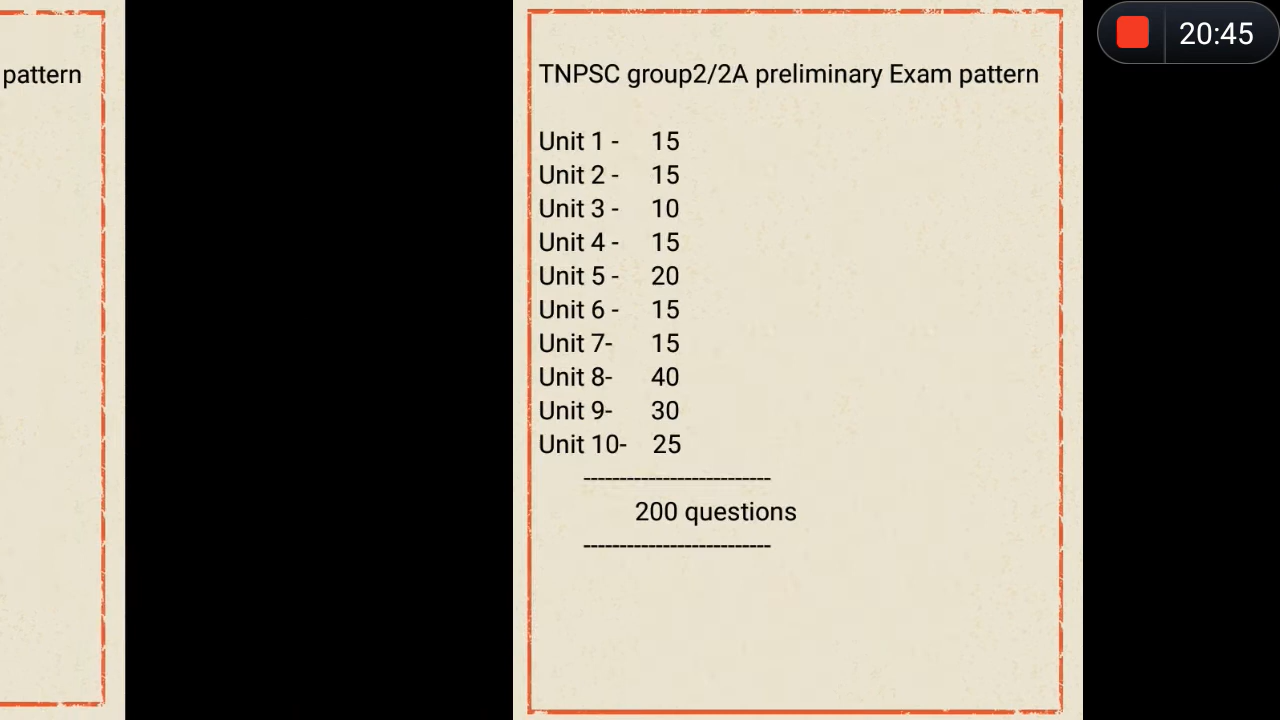 pattern
TNPSC group2/2A preliminary Exam pattern
Unit 1 - 15
Unit 2 - 15
Unit 3 - 10
Unit 4 - 15
Unit 5 - 20
Unit 6 - 15
Unit 7- 15
Unit 8- 40
Unit 9- 30
Unit 10- 25
--------------------------
200 questions
--------------------------
20:45